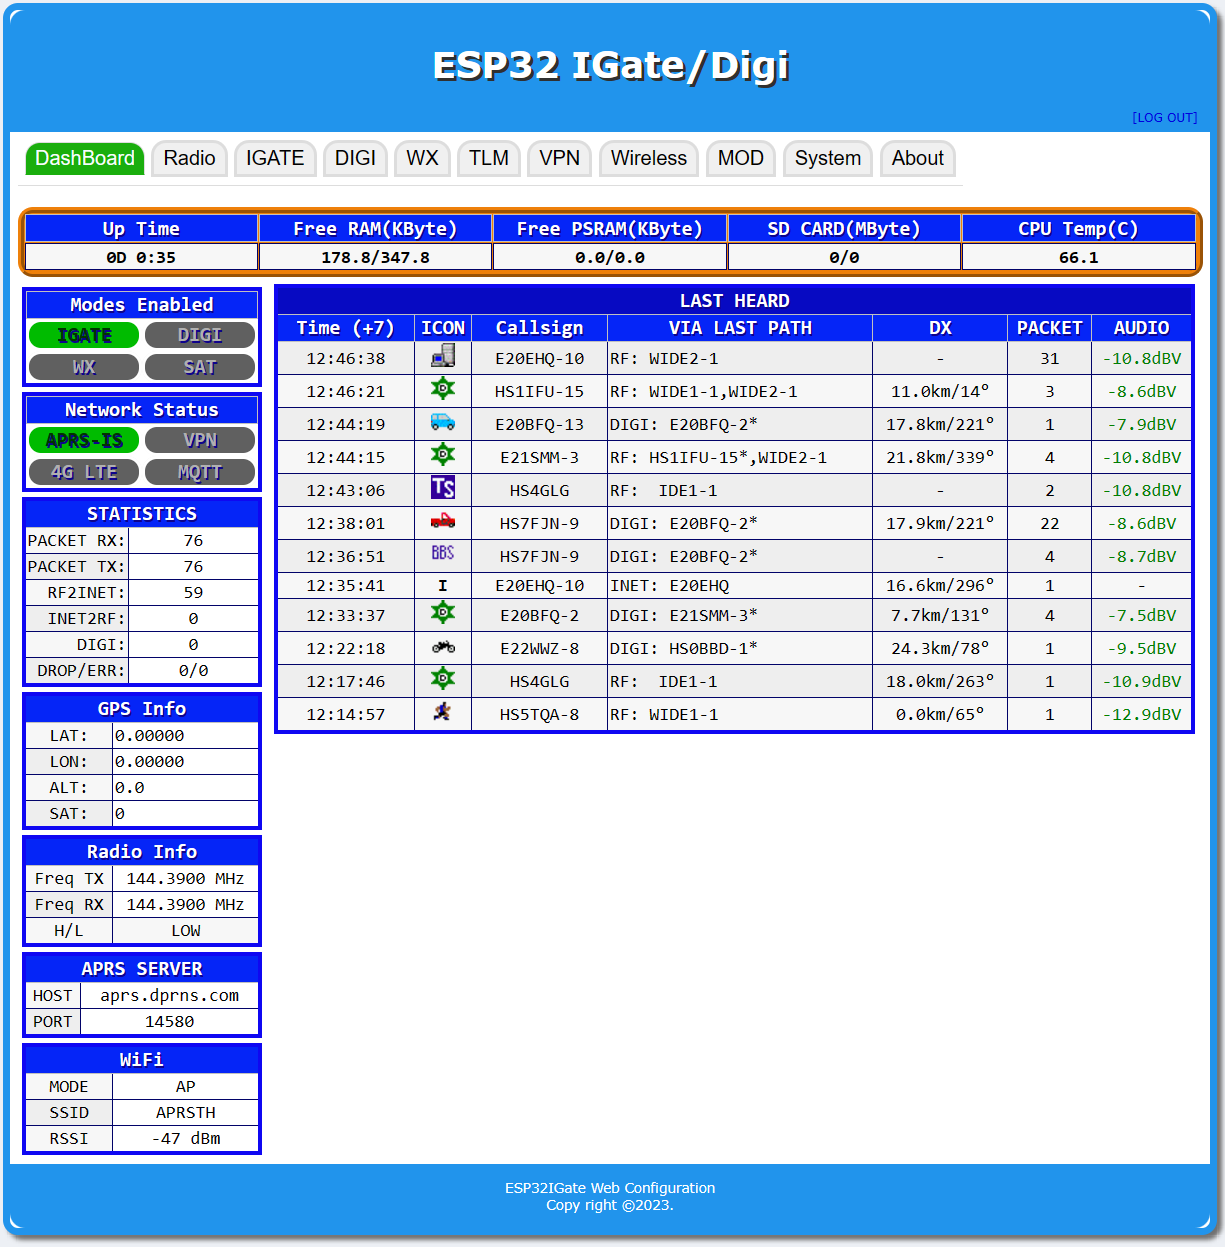 ESP32 IGate/Digi
[LOG OUT]
DashBoard Radio IGATE DIGI WX TLM VPN Wireless MOD System About
Up Time Free RAM(KByte) Free PSRAM(KByte) SD CARD(MByte) CPU Temp(C)
0D 0:35 178.8/347.8 0.0/0.0 0/0 66.1
Modes Enabled
IGATE DIGI
WX SAT
Network Status
APRS-IS VPN
4G LTE MQTT
STATISTICS
PACKET RX: 76
PACKET TX: 76
RF2INET: 59
INET2RF: 0
DIGI: 0
DROP/ERR: 0/0
GPS Info
LAT: 0.00000
LON: 0.00000
ALT: 0.0
SAT: 0
Radio Info
Freq TX 144.3900 MHz
Freq RX 144.3900 MHz
H/L LOW
APRS SERVER
HOST aprs.dprns.com
PORT 14580
WiFi
MODE AP
SSID APRSTH
RSSI -47 dBm
LAST HEARD
Time (+7) ICON Callsign VIA LAST PATH DX PACKET AUDIO
12:46:38 E20EHQ-10 RF: WIDE2-1 - 31 -10.8dBV
12:46:21 D HS1IFU-15 RF: WIDE1-1,WIDE2-1 11.0km/14° 3 -8.6dBV
12:44:19 E20BFQ-13 DIGI: E20BFQ-2* 17.8km/221° 1 -7.9dBV
12:44:15 D E21SMM-3 RF: HS1IFU-15*,WIDE2-1 21.8km/339° 4 -10.8dBV
12:43:06 TS HS4GLG RF: IDE1-1 - 2 -10.8dBV
12:38:01 HS7FJN-9 DIGI: E20BFQ-2* 17.9km/221° 22 -8.6dBV
12:36:51 BBS HS7FJN-9 DIGI: E20BFQ-2* - 4 -8.7dBV
12:35:41 I E20EHQ-10 INET: E20EHQ 16.6km/296° 1 -
12:33:37 D E20BFQ-2 DIGI: E21SMM-3* 7.7km/131° 4 -7.5dBV
12:22:18 E22WWZ-8 DIGI: HS0BBD-1* 24.3km/78° 1 -9.5dBV
12:17:46 D HS4GLG RF: IDE1-1 18.0km/263° 1 -10.9dBV
12:14:57 HS5TQA-8 RF: WIDE1-1 0.0km/65° 1 -12.9dBV
ESP32IGate Web Configuration
Copy right ©2023.